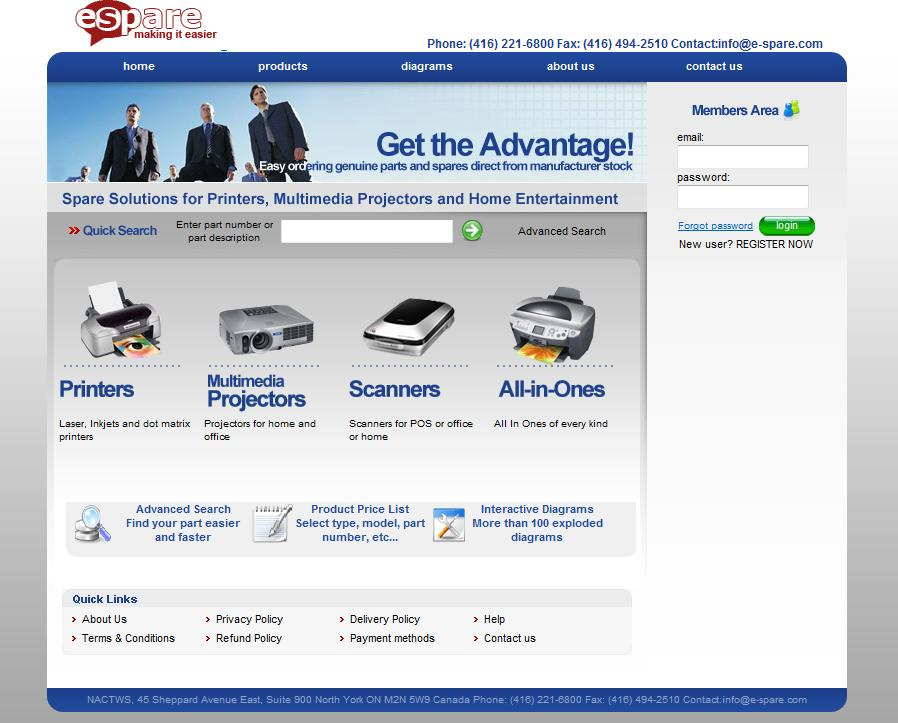 eSpare
making it easier
Phone: (416) 221-6800 Fax: (416) 494-2510 Contact:info@e-spare.com
home products diagrams about us contact us
Get the Advantage!
Easy ordering genuine parts and spares direct from manufacturer stock
Members Area
email:
password:
Forgot password login
New user? REGISTER NOW
Spare Solutions for Printers, Multimedia Projectors and Home Entertainment
Quick Search
Enter part number or
part description
Advanced Search
Printers
Laser, Inkjets and dot matrix
printers
Multimedia
Projectors
Projectors for home and
office
Scanners
Scanners for POS or office
or home
All-in-Ones
All In Ones of every kind
Advanced Search
Find your part easier
and faster
Product Price List
Select type, model, part
number, etc...
Interactive Diagrams
More than 100 exploded
diagrams
Quick Links
About Us Privacy Policy Delivery Policy Help
Terms & Conditions Refund Policy Payment methods Contact us
NACTWS, 45 Sheppard Avenue East, Suite 900 North York ON M2N 5W9 Canada Phone: (416) 221-6800 Fax: (416) 494-2510 Contact:info@e-spare.com